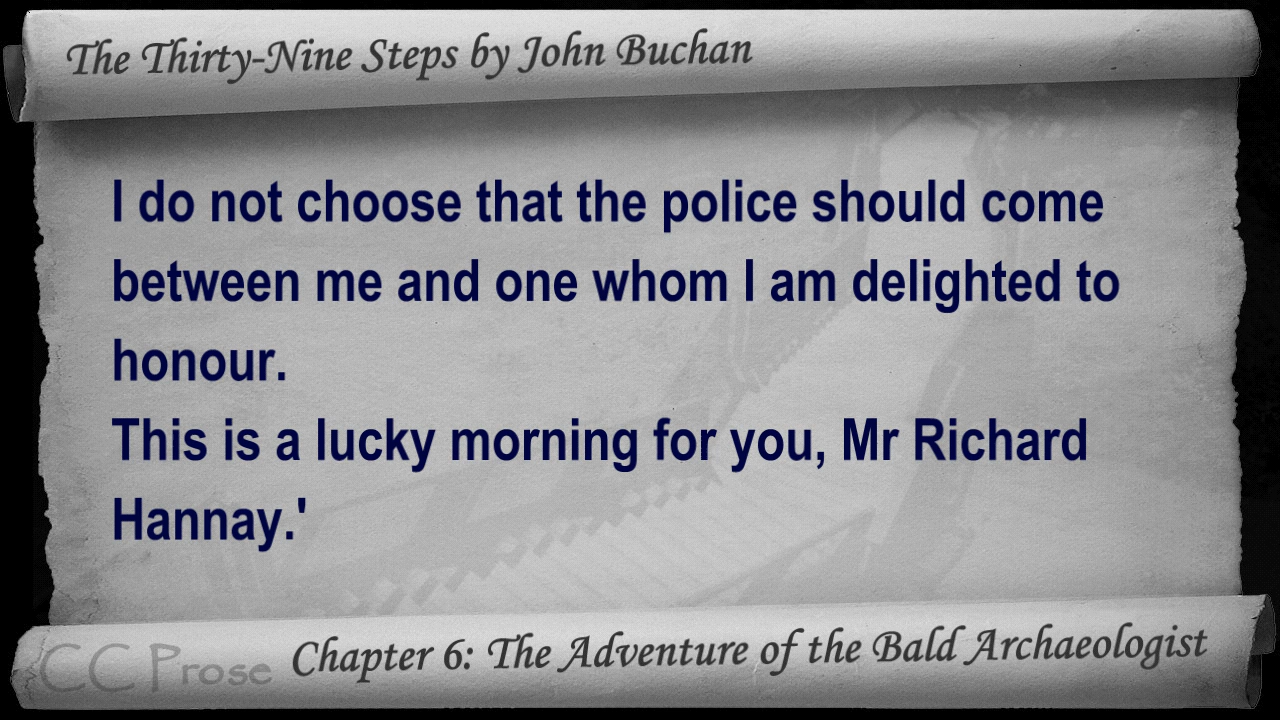 The Thirty-Nine Steps by John Buchan
I do not choose that the police should come
between me and one whom I am delighted to
honour.
This is a lucky morning for you, Mr Richard
Hannay.'
CC Prose
Chapter 6: The Adventure of the Bald Archaeologist